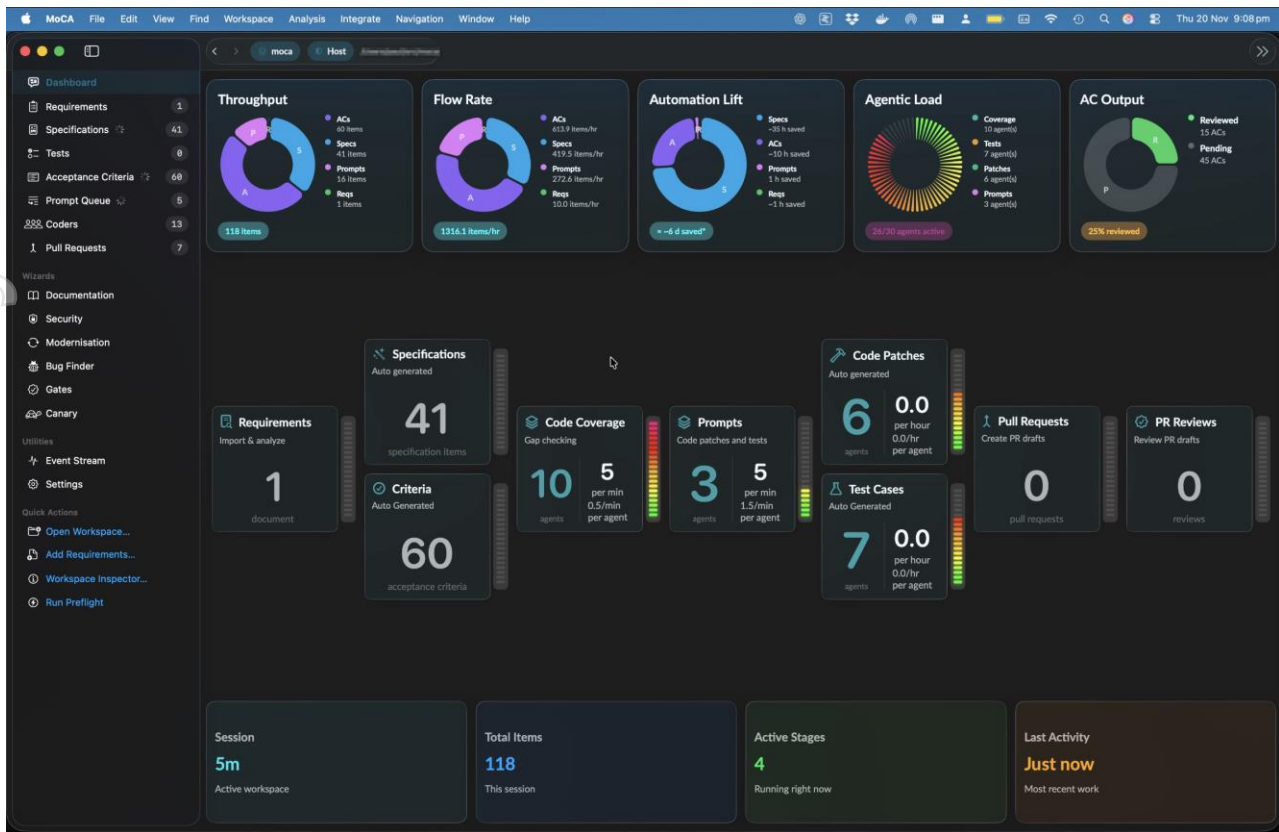 MoCA File Edit View Find Workspace Analysis Integrate Navigation Window Help
Thu 20 Nov 9:08 pm
moca Host
Dashboard
Requirements 1
Specifications 41
Tests 0
Acceptance Criteria 60
Prompt Queue 5
Coders 13
Pull Requests 7
Wizards
Documentation
Security
Modernisation
Bug Finder
Gates
Canary
Utilities
Event Stream
Settings
Quick Actions
Open Workspace...
Add Requirements...
Workspace Inspector...
Run Preflight
Throughput
P R
S
A
ACs
60 items
Specs
41 items
Prompts
16 items
Reqs
1 items
118 items
Flow Rate
P R
S
A
ACs
613.9 items/hr
Specs
419.5 items/hr
Prompts
272.6 items/hr
Reqs
10.0 items/hr
1316.1 items/hr
Automation Lift
A
S
Specs
~35 h saved
ACs
~10 h saved
Prompts
1 h saved
Reqs
~1 h saved
≈ ~6 d saved*
Agentic Load
Coverage
10 agent(s)
Tests
7 agent(s)
Patches
6 agent(s)
Prompts
3 agent(s)
26/30 agents active
AC Output
R
P
Reviewed
15 ACs
Pending
45 ACs
25% reviewed
Requirements
Import & analyze
1
document
Specifications
Auto generated
41
specification items
Criteria
Auto Generated
60
acceptance criteria
Code Coverage
Gap checking
10
agents
5
per min
0.5/min
per agent
Prompts
Code patches and tests
3
agents
5
per min
1.5/min
per agent
Code Patches
Auto generated
6
agents
0.0
per hour
0.0/hr
per agent
Test Cases
Auto Generated
7
agents
0.0
per hour
0.0/hr
per agent
Pull Requests
Create PR drafts
0
pull requests
PR Reviews
Review PR drafts
0
reviews
Session
5m
Active workspace
Total Items
118
This session
Active Stages
4
Running right now
Last Activity
Just now
Most recent work